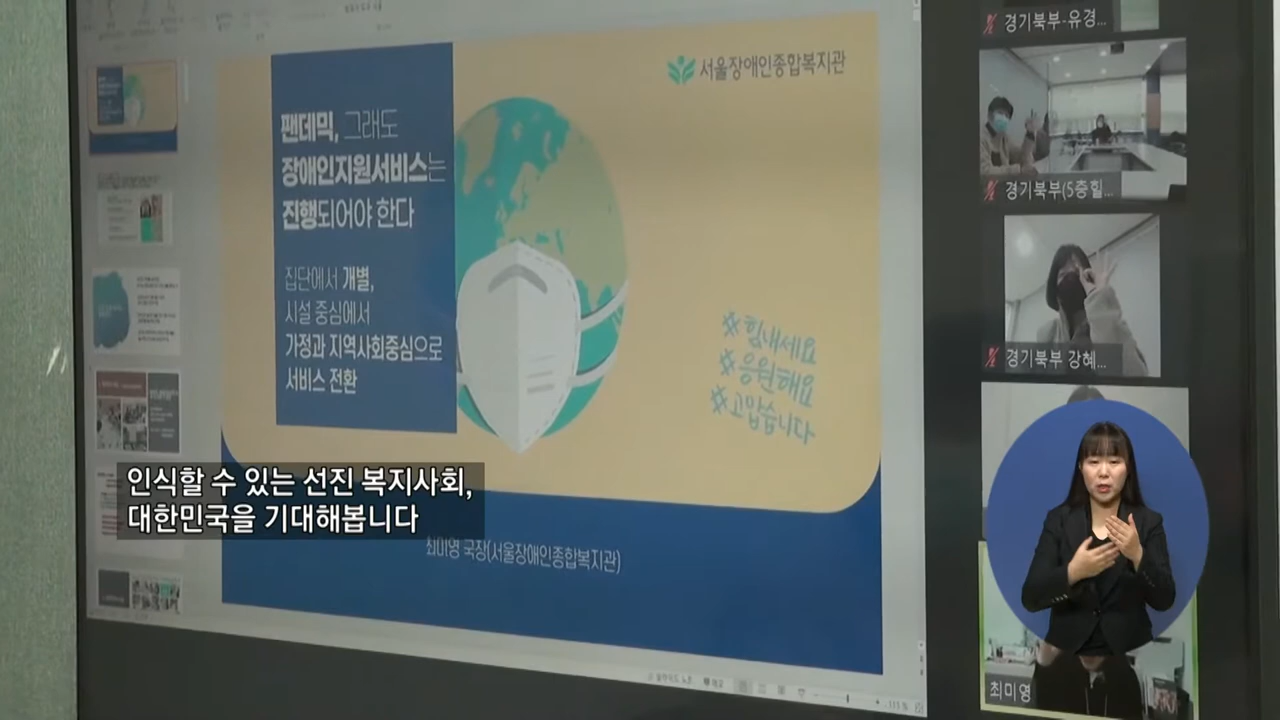 서울장애인종합복지관
팬데믹, 그래도
장애인지원서비스는
진행되어야 한다
집단에서 개별,
시설 중심에서
가정과 지역사회중심으로
서비스 전환
※힘내세요
※응원해요
※고맙습니다
최미영 국장(서울장애인종합복지관)
경기북부-유경...
경기북부(5층힐...
경기북부 강혜...
최미영
인식할 수 있는 선진 복지사회,
대한민국을 기대해봅니다